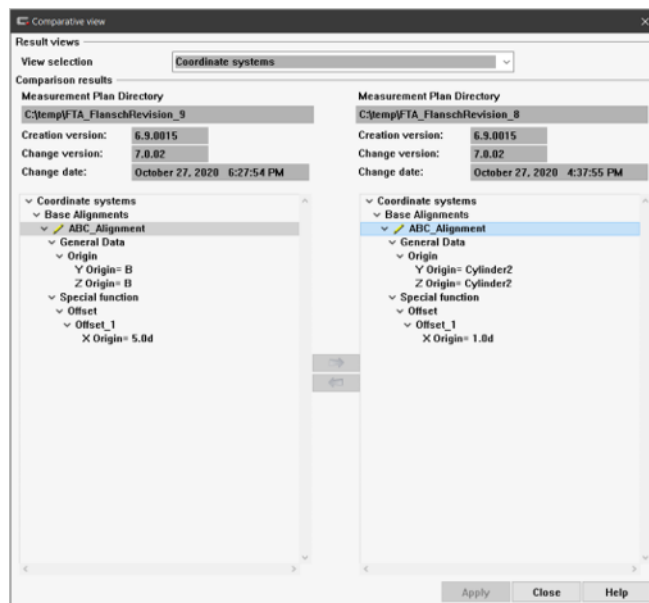 Comparative view
Result views
View selection
Coordinate systems
Comparison results
Measurement Plan Directory
C:\temp\FTA_FlanschRevision_9
Creation version:
6.9.0015
Change version:
7.0.02
Change date:
October 27, 2020 6:27:54 PM
Coordinate systems
Base Alignments
ABC_Alignment
General Data
Origin
Y Origin= B
Z Origin= B
Special function
Offset
Offset_1
X Origin= 5.0d
Measurement Plan Directory
C:\temp\FTA_FlanschRevision_8
Creation version:
6.9.0015
Change version:
7.0.02
Change date:
October 27, 2020 4:37:55 PM
Coordinate systems
Base Alignments
ABC_Alignment
General Data
Origin
Y Origin= Cylinder2
Z Origin= Cylinder2
Special function
Offset
Offset_1
X Origin= 1.0d
Apply
Close
Help